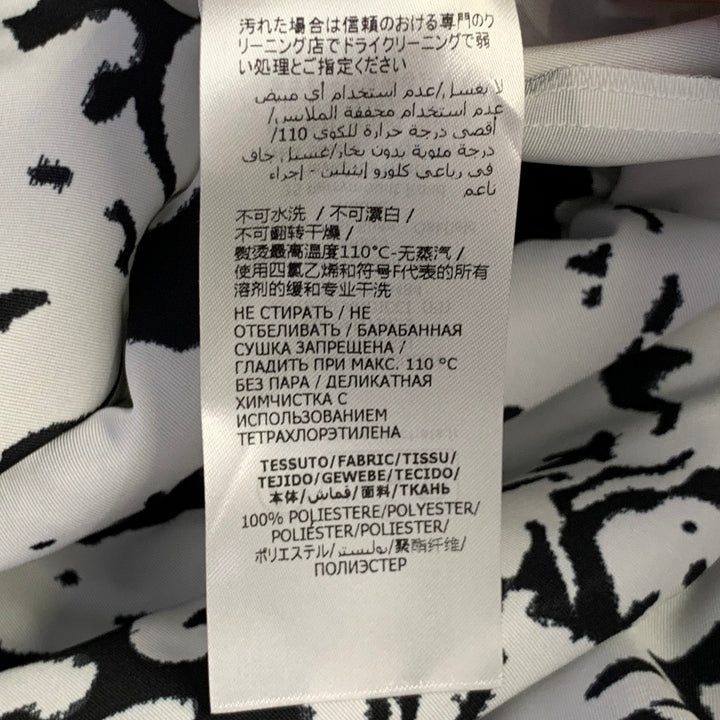 汚れた場合は信頼のおける専門のク
リーニング店でドライクリーニングで弱
い処理とご指定ください
لا يغسل/عدم استخدام أي مبيض
عدم استخدام مجففة الملابس/
أقصى درجة حرارة للكوي 110/
درجة مئوية بدون بخار/غسيل جاف
في رباعي كلورو إيثيلين - إجراء
ناعم
不可水洗 / 不可漂白 /
不可翻转干燥 /
熨烫最高温度110°C-无蒸汽 /
使用四氯乙烯和符号F代表的所有
溶剂的缓和专业干洗
НЕ СТИРАТЬ / НЕ
ОТБЕЛИВАТЬ / БАРАБАННАЯ
СУШКА ЗАПРЕЩЕНА /
ГЛАДИТЬ ПРИ МАКС. 110 °C
БЕЗ ПАРА / ДЕЛИКАТНАЯ
ХИМЧИСТКА С
ИСПОЛЬЗОВАНИЕМ
ТЕТРАХЛОРЭТИЛЕНА
TESSUTO/FABRIC/TISSU/
TEJIDO/GEWEBE/TECIDO/
本体/قماش/面料/ТКАНЬ
100% POLIESTERE/POLYESTER/
POLIÉSTER/POLIESTER/
ポリエステル/بوليستر/聚酯纤维/
ПОЛИЭСТЕР